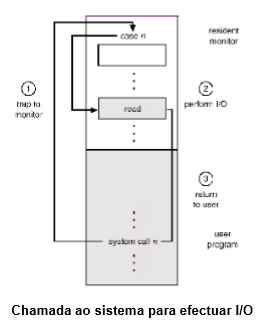 case n
resident
monitor
1
trap to
monitor
2
perform I/O
read
3
return
to user
user
program
system call n
Chamada ao sistema para efectuar I/O